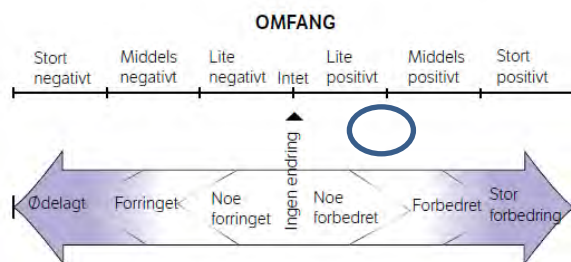 OMFANG
Stort negativt
Middels negativt
Lite negativt
Intet
Lite positivt
Middels positivt
Stort positivt
Ingen endring
Ødelagt
Forringet
Noe forringet
Noe forbedret
Forbedret
Stor forbedring